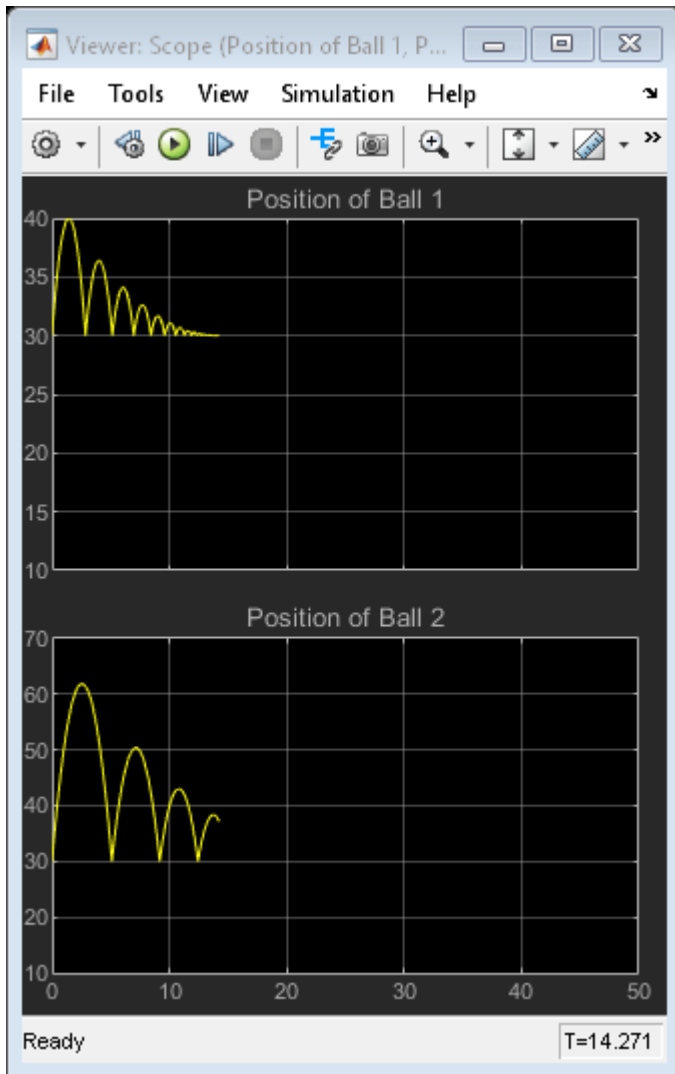 Viewer: Scope (Position of Ball 1, P...
File Tools View Simulation Help
Position of Ball 1
40
35
30
25
20
15
10
Position of Ball 2
70
60
50
40
30
20
10
0 10 20 30 40 50
Ready T=14.271